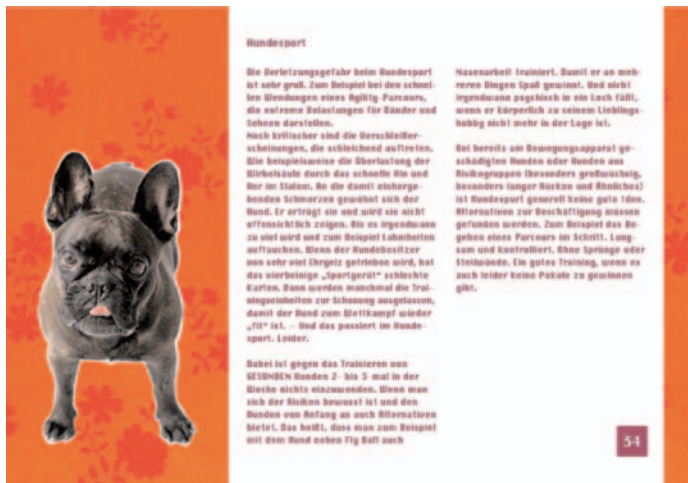 Hundesport
Die Verletzungsgefahr beim Hundesport
ist sehr groß. Zum Beispiel bei den schnel-
len Wendungen eines Agility-Parcours,
die extreme Belastungen für Bänder und
Sehnen darstellen.
Noch kritischer sind die Verschleißer-
scheinungen, die schleichend auftreten.
Wie beispielsweise die Überlastung der
Wirbelsäule durch das schnelle Hin und
Her im Slalom. An die damit einherge-
henden Schmerzen gewöhnt sich der
Hund. Er erträgt sie und wird sie nicht
offensichtlich zeigen. Bis es irgendwann
zu viel wird und zum Beispiel Lahmheiten
auftauchen. Wenn der Hundebesitzer
von sehr viel Ehrgeiz getrieben wird, hat
das vierbeinige „Sportgerät“ schlechte
Karten. Dann werden manchmal die Trai-
ningseinheiten zur Schonung ausgelassen,
damit der Hund zum Wettkampf wieder
„fit“ ist. – Und das passiert im Hunde-
sport. Leider.
Dabei ist gegen das Trainieren von
GESUNDEN Hunden 2- bis 3-mal in der
Woche nichts einzuwenden. Wenn man
sich der Risiken bewusst ist und den
Hunden von Anfang an auch Alternativen
bietet. Das heißt, dass man zum Beispiel
mit dem Hund neben Fly Ball auch
Nasenarbeit trainiert. Damit er an meh-
reren Dingen Spaß gewinnt. Und nicht
irgendwann psychisch in ein Loch fällt,
wenn er körperlich zu seinem Lieblings-
hobby nicht mehr in der Lage ist.
Bei bereits am Bewegungsapparat ge-
schädigten Hunden oder Hunden aus
Risikogruppen (besonders großwüchsig,
besonders langer Rücken und Ähnliches)
ist Hundesport generell keine gute Idee.
Alternativen zur Beschäftigung müssen
gefunden werden. Zum Beispiel das Be-
gehen eines Parcours im Schritt. Lang-
sam und kontrolliert. Ohne Sprünge oder
Steilwände. Ein gutes Training, wenn es
auch leider keine Pokale zu gewinnen
gibt.
34